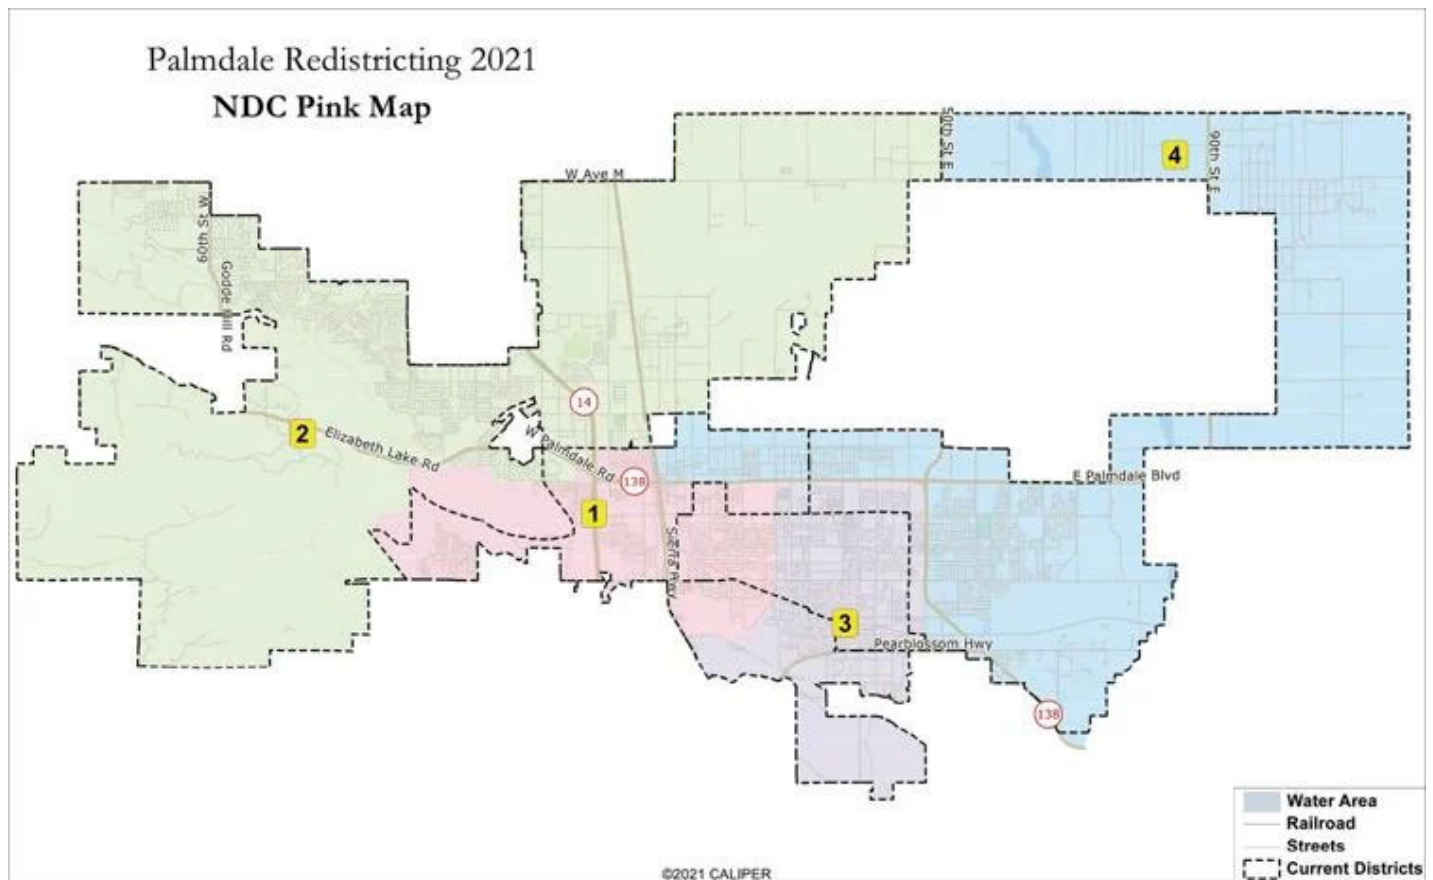 Palmdale Redistricting 2021
NDC Pink Map
50th St E
4
90th St E
W Ave M
60th St W
Godde Hill Rd
14
2
Elizabeth Lake Rd
W Palmdale Rd
138
E Palmdale Blvd
1
Sierra Hwy
3
Pearblossom Hwy
138
Water Area
Railroad
Streets
Current Districts
©2021 CALIPER